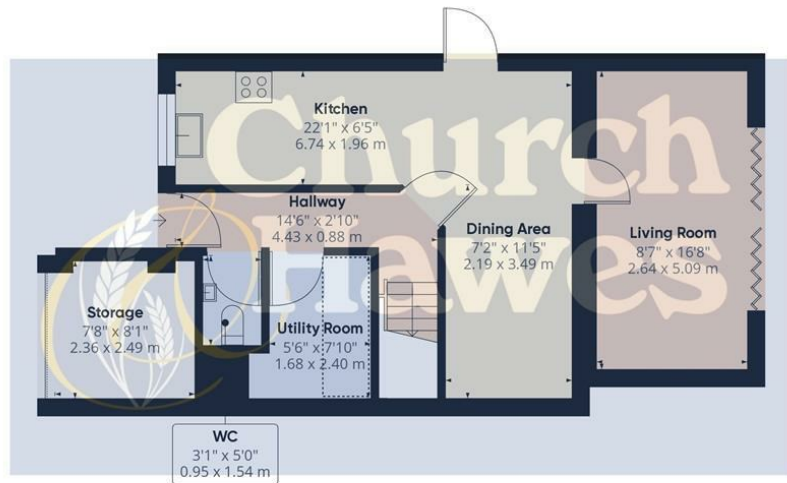 Church
Hawes
Kitchen
22'1" x 6'5"
6.74 x 1.96 m
Hallway
14'6" x 2'10"
4.43 x 0.88 m
Dining Area
7'2" x 11'5"
2.19 x 3.49 m
Living Room
8'7" x 16'8"
2.64 x 5.09 m
Storage
7'8" x 8'1"
2.36 x 2.49 m
Utility Room
5'6" x 7'10"
1.68 x 2.40 m
WC
3'1" x 5'0"
0.95 x 1.54 m